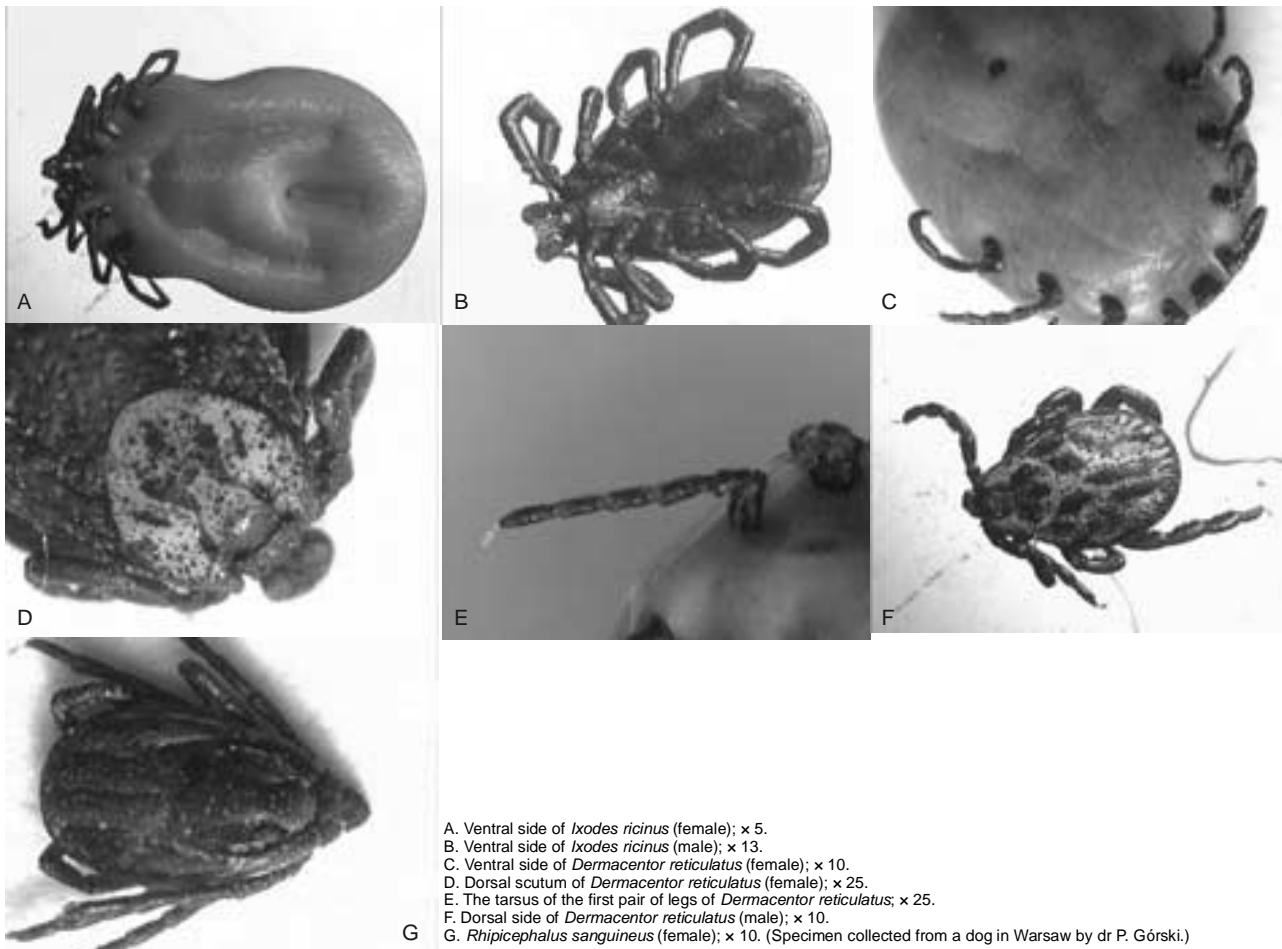 A
B
C
D
E
F
G
A. Ventral side of Ixodes ricinus (female); × 5.
B. Ventral side of Ixodes ricinus (male); × 13.
C. Ventral side of Dermacentor reticulatus (female); × 10.
D. Dorsal scutum of Dermacentor reticulatus (female); × 25.
E. The tarsus of the first pair of legs of Dermacentor reticulatus; × 25.
F. Dorsal side of Dermacentor reticulatus (male); × 10.
G. Rhipicephalus sanguineus (female); × 10. (Specimen collected from a dog in Warsaw by dr P. Górski.)